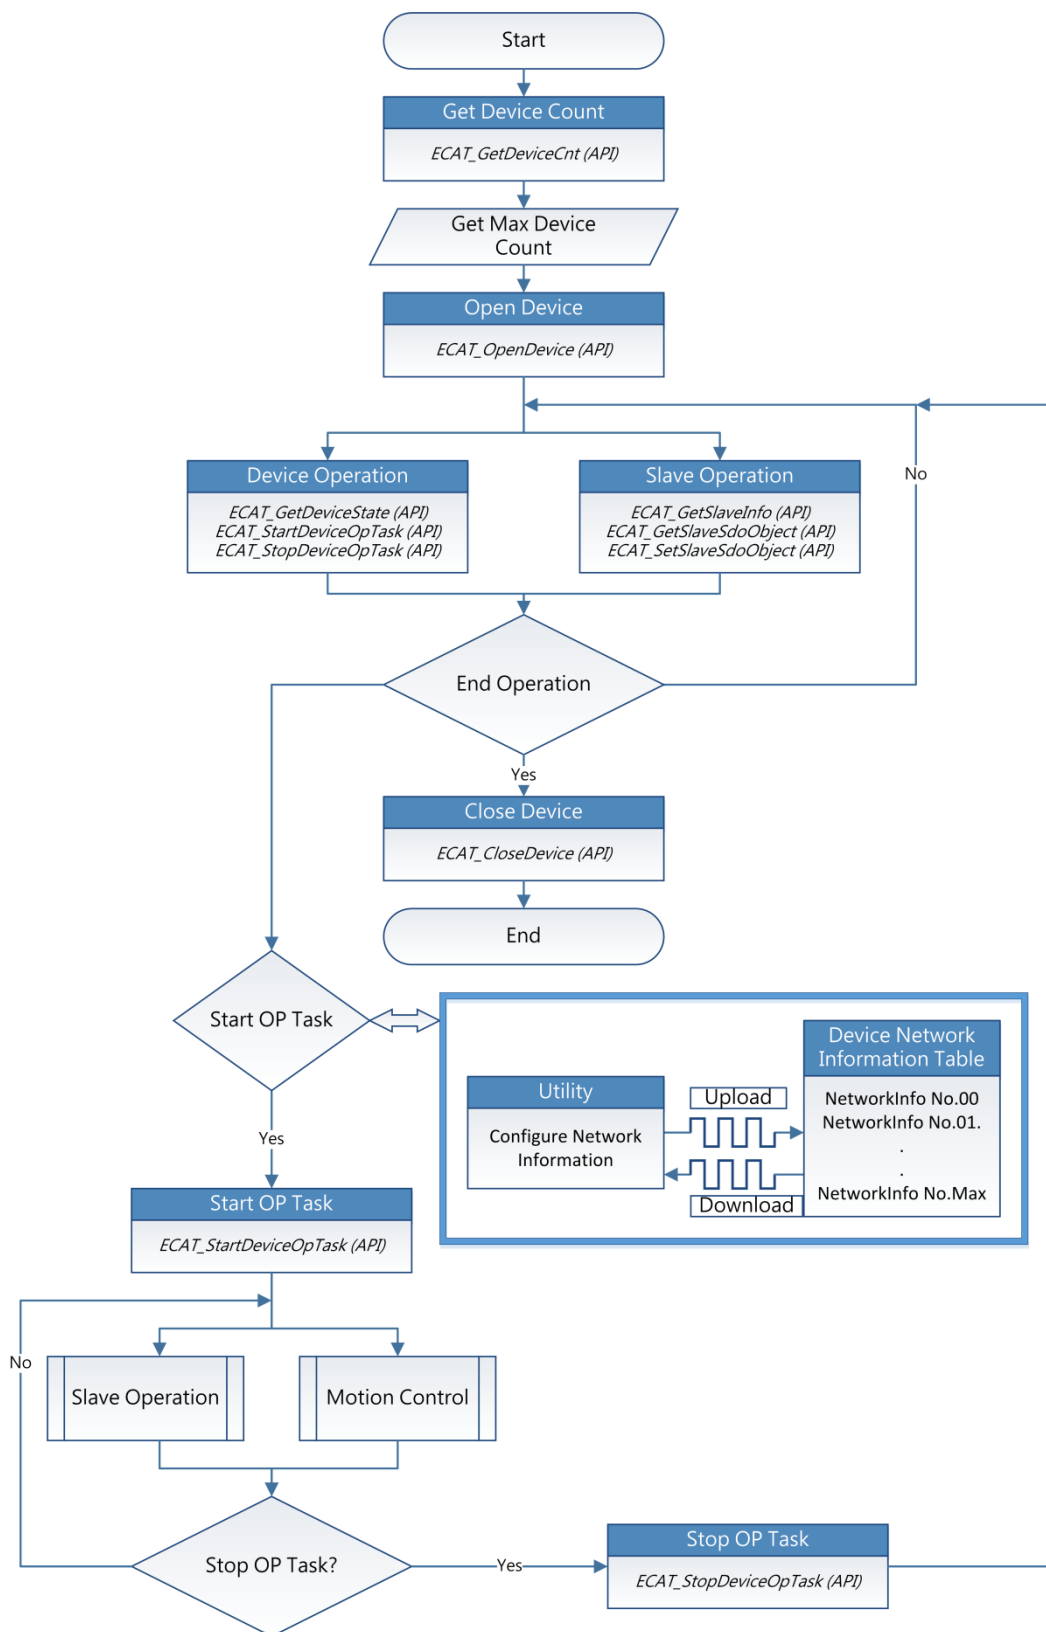 Start
Get Device Count
ECAT_GetDeviceCnt (API)
Get Max Device
Count
Open Device
ECAT_OpenDevice (API)
Device Operation
ECAT_GetDeviceState (API)
ECAT_StartDeviceOpTask (API)
ECAT_StopDeviceOpTask (API)
Slave Operation
ECAT_GetSlaveInfo (API)
ECAT_GetSlaveSdoObject (API)
ECAT_SetSlaveSdoObject (API)
No
End Operation
Yes
Close Device
ECAT_CloseDevice (API)
End
Start OP Task
Utility
Configure Network
Information
Upload
Download
Device Network
Information Table
NetworkInfo No.00
NetworkInfo No.01.
.
.
NetworkInfo No.Max
Yes
Start OP Task
ECAT_StartDeviceOpTask (API)
No
Slave Operation
Motion Control
Stop OP Task?
Yes
Stop OP Task
ECAT_StopDeviceOpTask (API)